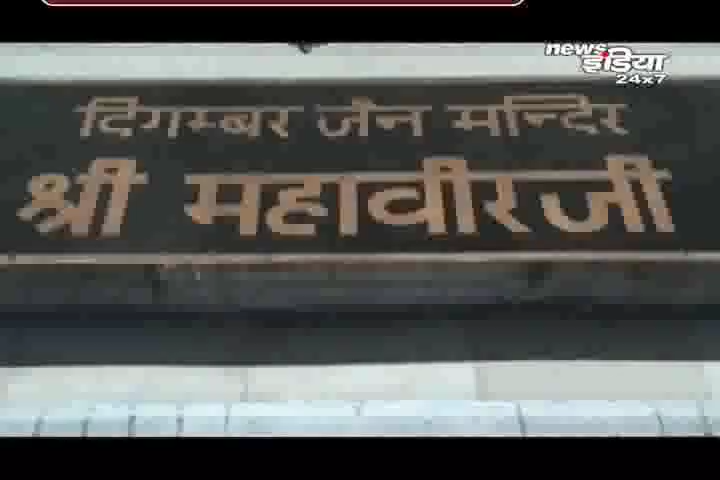 news
इंडिया
24x7
दिगम्बर जैन मन्दिर
श्री महावीरजी